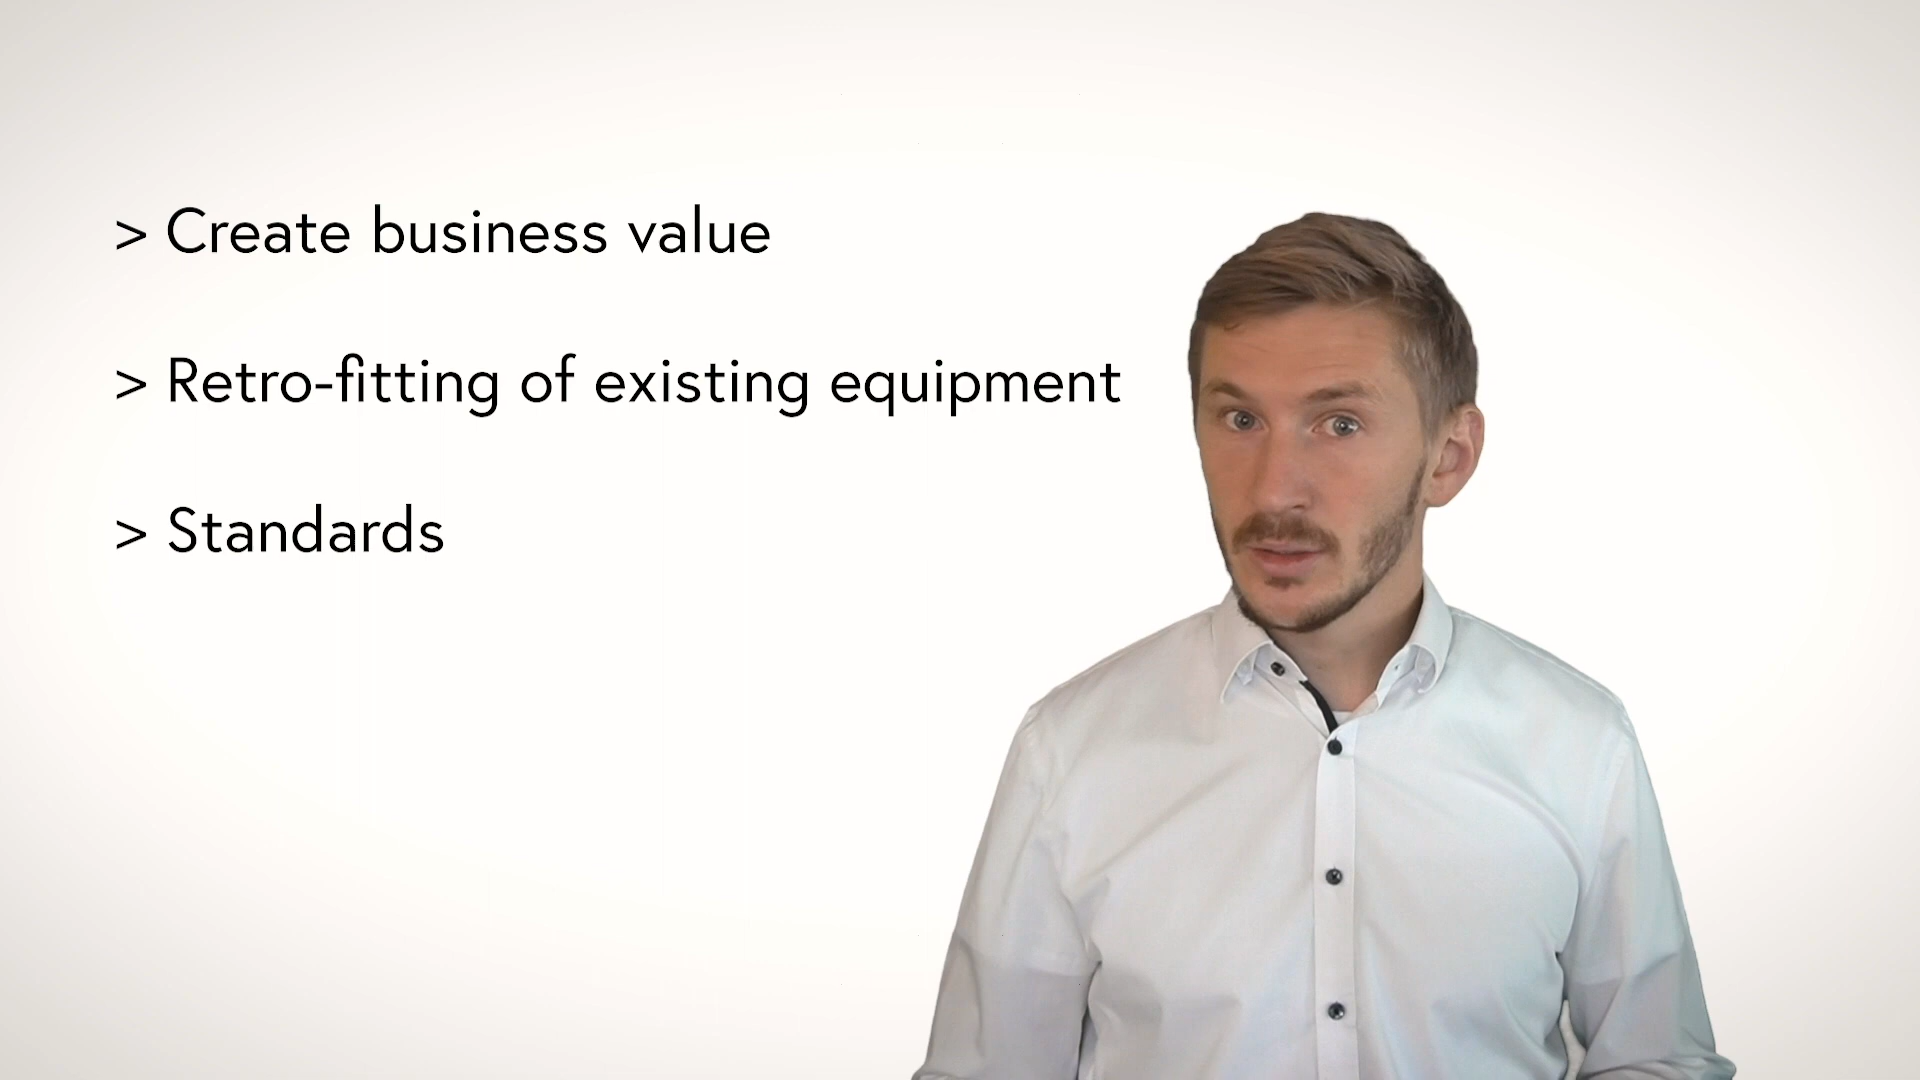 > Create business value
> Retro-fitting of existing equipment
> Standards